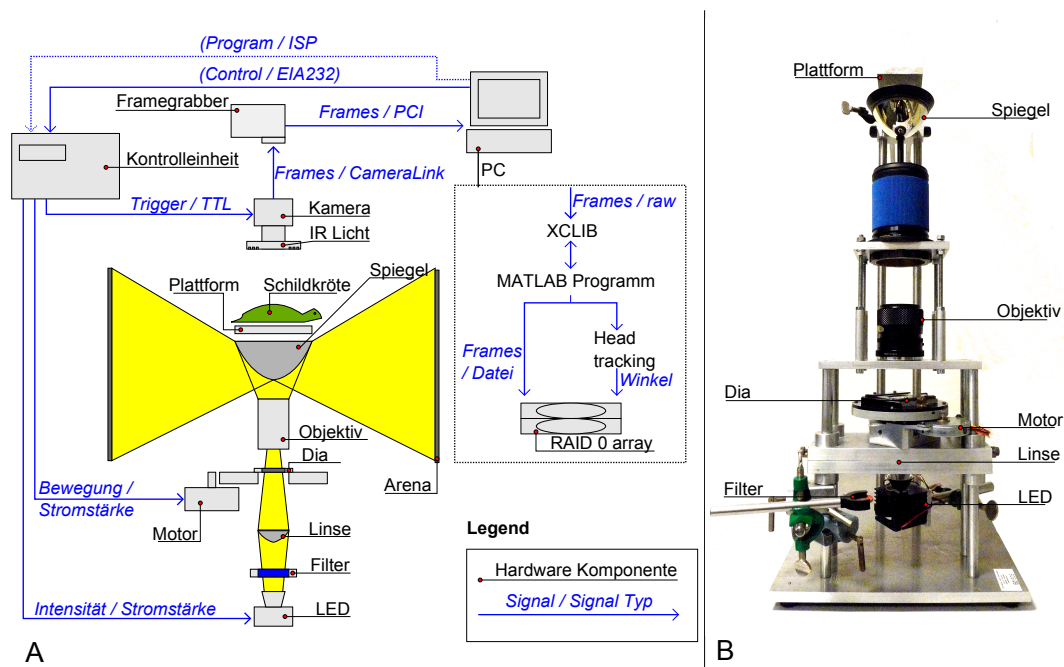 (Program / ISP
(Control / EIA232)
Framegrabber
Frames / PCI
Kontrolleinheit
Frames / CameraLink
PC
Trigger / TTL
Kamera
IR Licht
Spiegel
Plattform
Schildkröte
Objektiv
Dia
Arena
Bewegung /
Stromstärke
Motor
Linse
Filter
Intensität / Stromstärke
LED
Frames / raw
XCLIB
MATLAB Programm
Frames
/ Datei
Head
tracking
Winkel
RAID 0 array
Legend
Hardware Komponente
Signal / Signal Typ
A
B
Plattform
Spiegel
Objektiv
Dia
Motor
Linse
Filter
LED